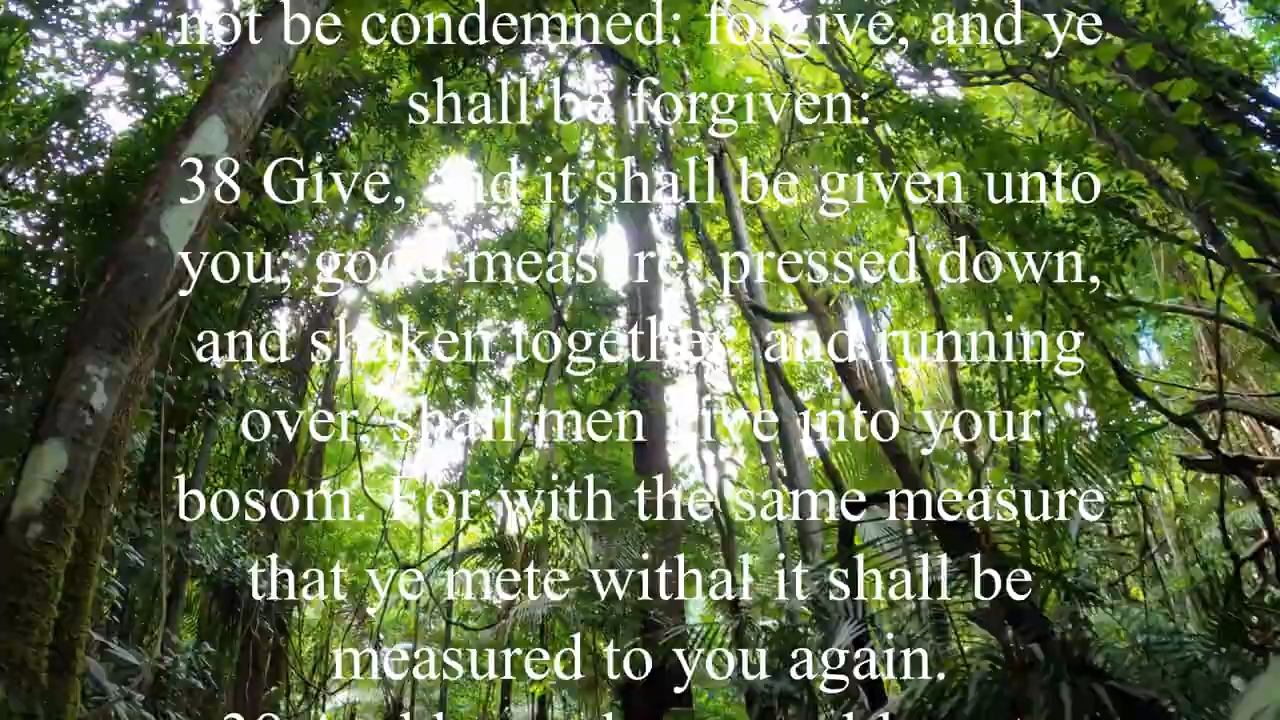 not be condemned: forgive, and ye
shall be forgiven:
38 Give, and it shall be given unto
you; good measure, pressed down,
and shaken together, and running
over, shall men give into your
bosom. For with the same measure
that ye mete withal it shall be
measured to you again.